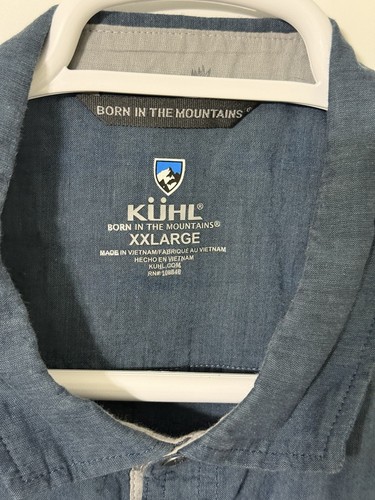 BORN IN THE MOUNTAINS®
KÜHL®
BORN IN THE MOUNTAINS®
XXLARGE
MADE IN VIETNAM/FABRIQUE AU VIETNAM
HECHO EN VIETNAM
KUHL.COM
RN#